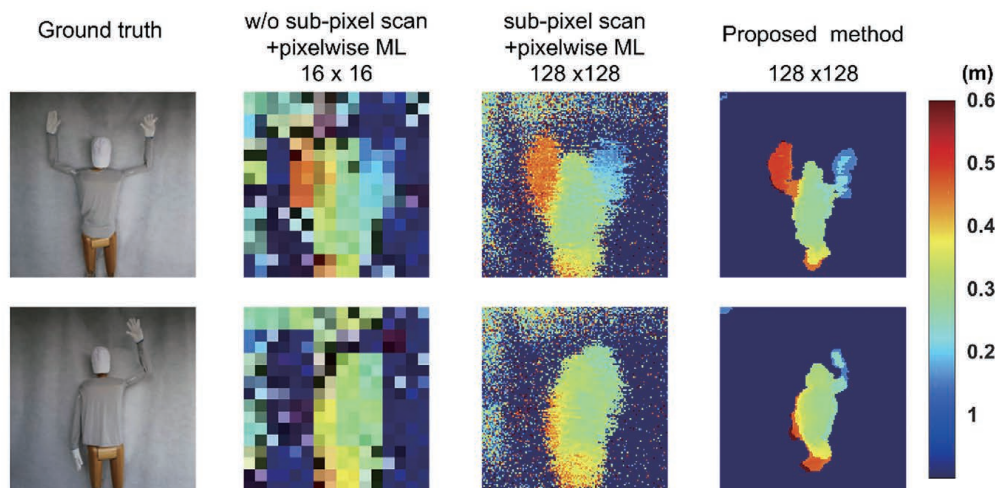 Ground truth
w/o sub-pixel scan
+pixelwise ML
16 x 16
sub-pixel scan
+pixelwise ML
128 x128
Proposed method
128 x128
(m)
0.6
0.5
0.4
0.3
0.2
1